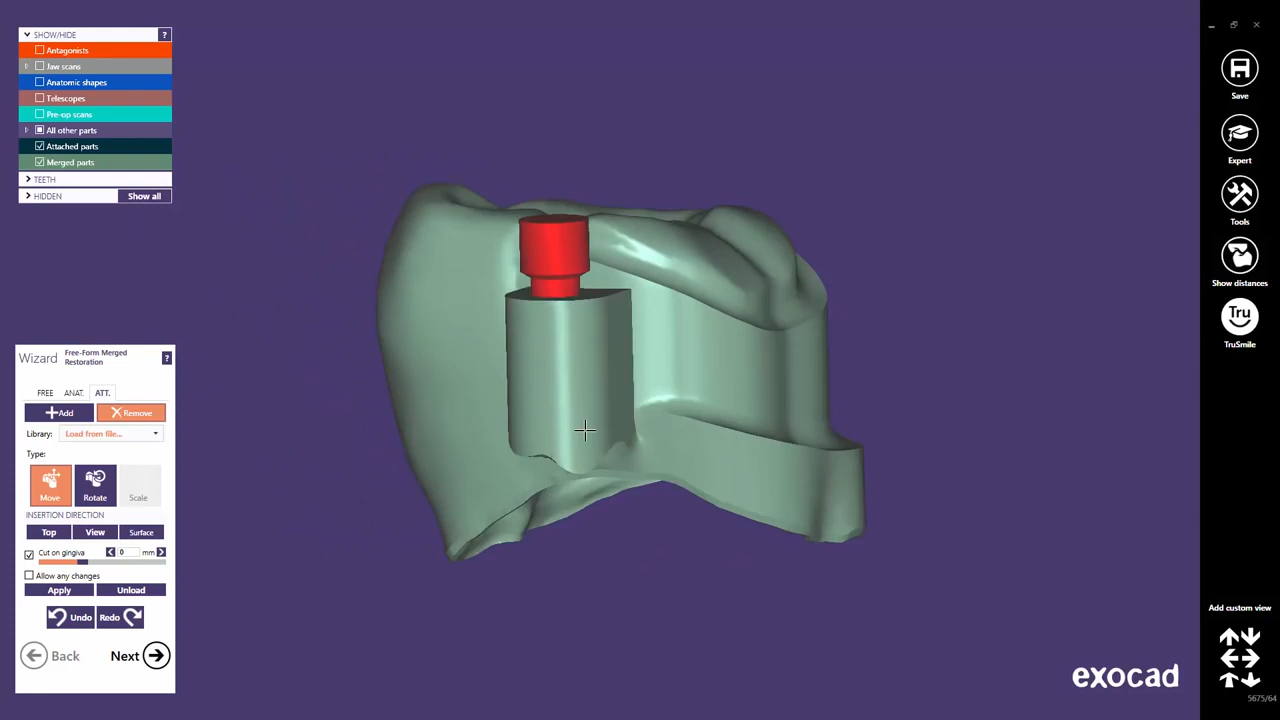 SHOW/HIDE ?
Antagonists
Jaw scans
Anatomic shapes
Telescopes
Pre-op scans
All other parts
Attached parts
Merged parts
TEETH
HIDDEN Show all
Wizard Free-Form Merged Restoration ?
FREE ANAT. ATT.
Add Remove
Library: Load from file...
Type:
Move Rotate Scale
INSERTION DIRECTION
Top View Surface
Cut on gingiva 0 mm
Allow any changes
Apply Unload
Undo Redo
Back Next
Save
Expert
Tools
Show distances
Tru
TruSmile
Add custom view
exocad
5675/64